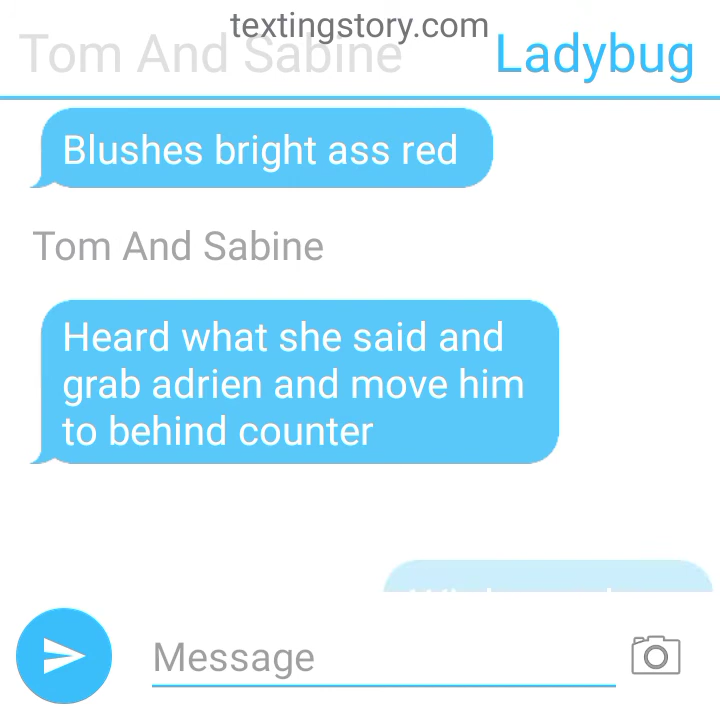 textingstory.com
Tom And Sabine
Ladybug
Blushes bright ass red
Tom And Sabine
Heard what she said and
grab adrien and move him
to behind counter
Message